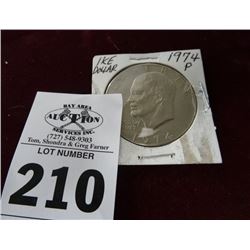 IKE
DOLLAR
1974
P
BAY AREA
AUCTION
SERVICES INC.
(727) 548-9303
Tom, Shondra & Greg Farner
LOT NUMBER
210